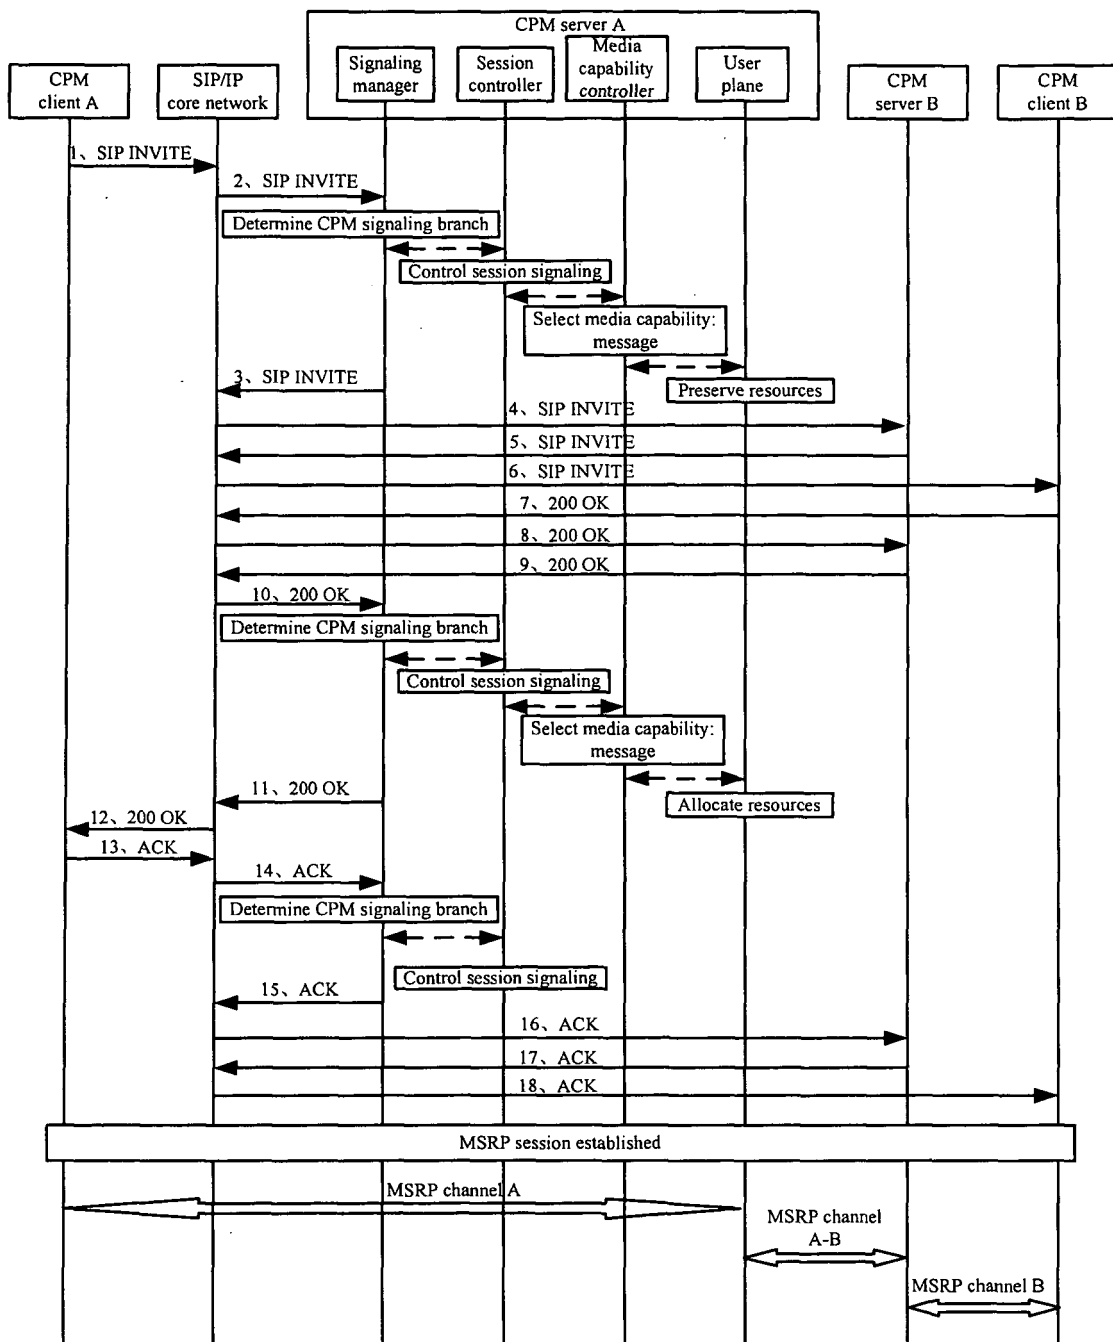 CPM server A
CPM
client A
SIP/IP
core network
Signaling
manager
Session
controller
Media
capability
controller
User
plane
CPM
server B
CPM
client B
1、SIP INVITE
2、SIP INVITE
Determine CPM signaling branch
Control session signaling
Select media capability:
message
Preserve resources
3、SIP INVITE
4、SIP INVITE
5、SIP INVITE
6、SIP INVITE
7、200 OK
8、200 OK
9、200 OK
10、200 OK
Determine CPM signaling branch
Control session signaling
Select media capability:
message
Allocate resources
11、200 OK
12、200 OK
13、ACK
14、ACK
Determine CPM signaling branch
Control session signaling
15、ACK
16、ACK
17、ACK
18、ACK
MSRP session established
MSRP channel A
MSRP channel
A-B
MSRP channel B